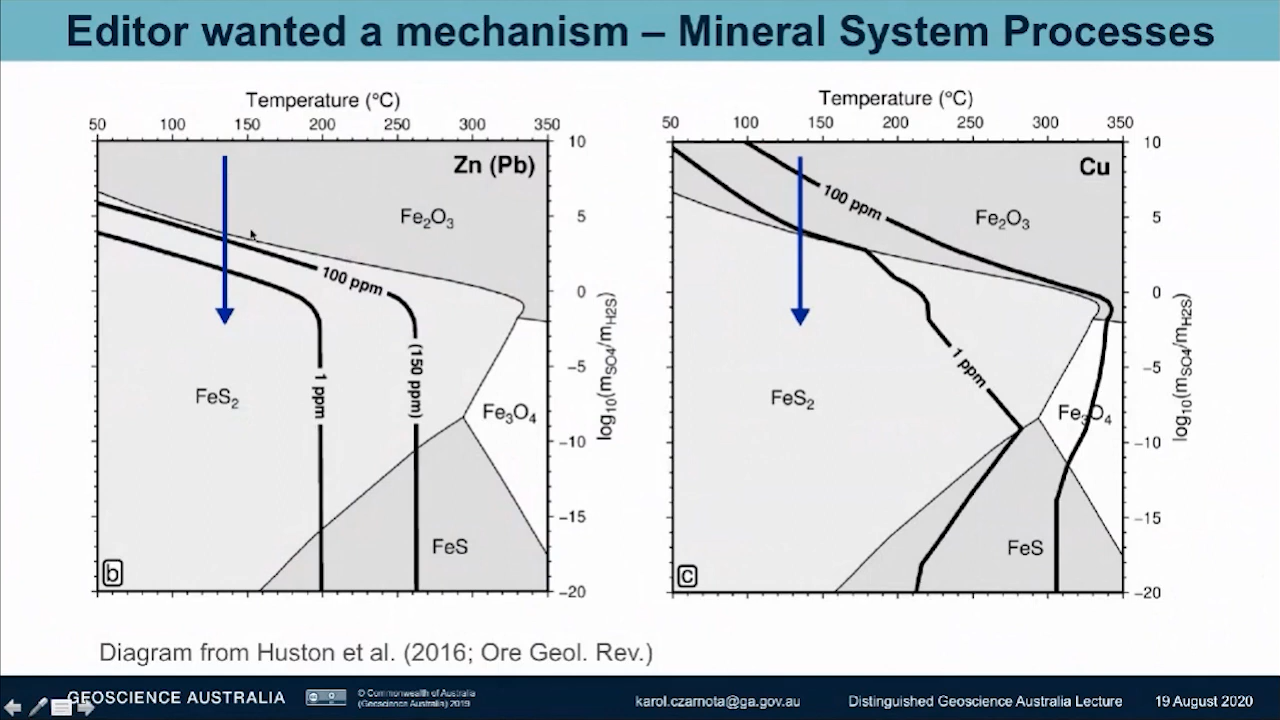 Editor wanted a mechanism – Mineral System Processes
Temperature (°C)
50 100 150 200 250 300 350
Zn (Pb)
Fe₂O₃
100 ppm
(150 ppm)
1 ppm
FeS₂
Fe₃O₄
FeS
b
10
5
0
−5
−10
−15
−20
log₁₀(mSO4/mH2S)
Temperature (°C)
50 100 150 200 250 300 350
Cu
100 ppm
Fe₂O₃
1 ppm
FeS₂
Fe₃O₄
FeS
c
10
5
0
−5
−10
−15
−20
log₁₀(mSO4/mH2S)
Diagram from Huston et al. (2016; Ore Geol. Rev.)
GEOSCIENCE AUSTRALIA
© Commonwealth of Australia
(Geoscience Australia) 2019
karol.czarnota@ga.gov.au
Distinguished Geoscience Australia Lecture
19 August 2020